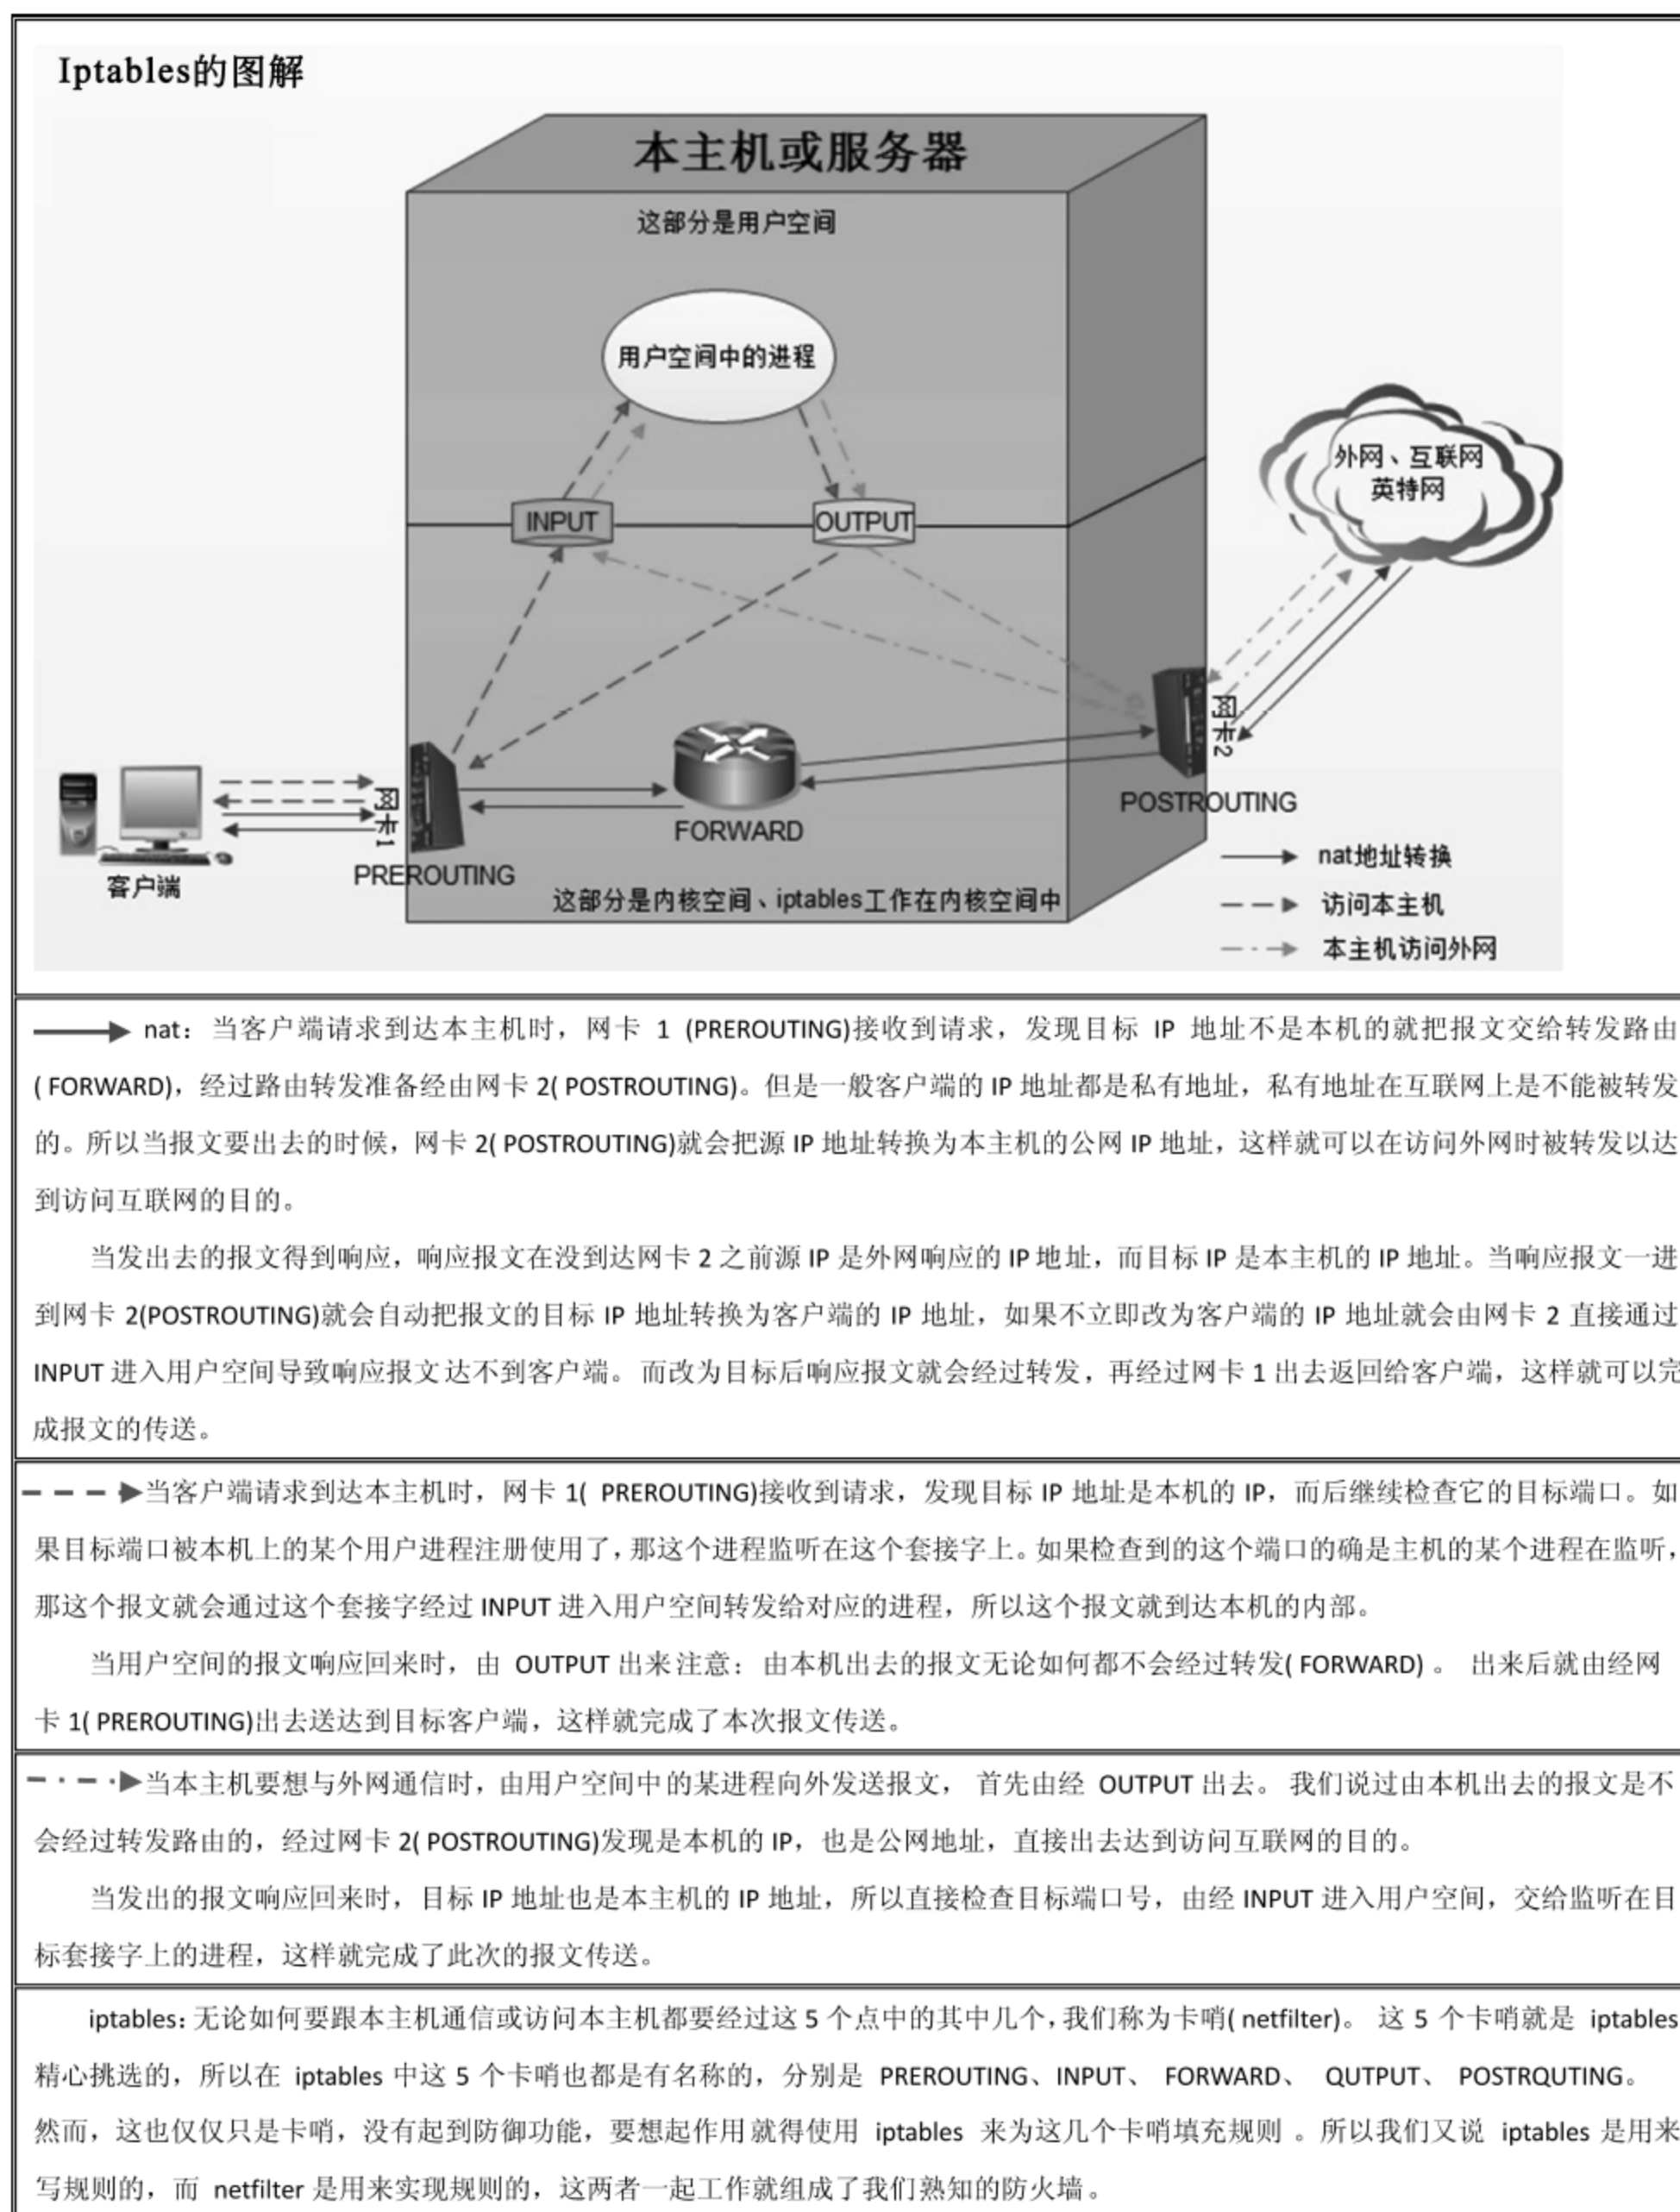 Iptables的图解
本主机或服务器
这部分是用户空间
用户空间中的进程
外网、互联网
英特网
INPUT
OUTPUT
网卡2
POSTROUTING
网卡1
FORWARD
PREROUTING
客户端
这部分是内核空间、iptables工作在内核空间中
nat地址转换
访问本主机
本主机访问外网
nat：当客户端请求到达本主机时，网卡 1 (PREROUTING)接收到请求，发现目标 IP 地址不是本机的就把报文交给转发路由
( FORWARD)，经过路由转发准备经由网卡 2( POSTROUTING)。但是一般客户端的 IP 地址都是私有地址，私有地址在互联网上是不能被转发
的。所以当报文要出去的时候，网卡 2( POSTROUTING)就会把源 IP 地址转换为本主机的公网 IP 地址，这样就可以在访问外网时被转发以达
到访问互联网的目的。
当发出去的报文得到响应，响应报文在没到达网卡 2 之前源 IP 是外网响应的 IP 地址，而目标 IP 是本主机的 IP 地址。当响应报文一进
到网卡 2(POSTROUTING)就会自动把报文的目标 IP 地址转换为客户端的 IP 地址，如果不立即改为客户端的 IP 地址就会由网卡 2 直接通过
INPUT 进入用户空间导致响应报文达不到客户端。而改为目标后响应报文就会经过转发，再经过网卡 1 出去返回给客户端，这样就可以完
成报文的传送。
当客户端请求到达本主机时，网卡 1( PREROUTING)接收到请求，发现目标 IP 地址是本机的 IP，而后继续检查它的目标端口。如
果目标端口被本机上的某个用户进程注册使用了，那这个进程监听在这个套接字上。如果检查到的这个端口的确是主机的某个进程在监听，
那这个报文就会通过这个套接字经过 INPUT 进入用户空间转发给对应的进程，所以这个报文就到达本机的内部。
当用户空间的报文响应回来时，由 OUTPUT 出来注意：由本机出去的报文无论如何都不会经过转发( FORWARD) 。 出来后就由经网
卡 1( PREROUTING)出去送达到目标客户端，这样就完成了本次报文传送。
当本主机要想与外网通信时，由用户空间中的某进程向外发送报文， 首先由经 OUTPUT 出去。 我们说过由本机出去的报文是不
会经过转发路由的，经过网卡 2( POSTROUTING)发现是本机的 IP，也是公网地址，直接出去达到访问互联网的目的。
当发出的报文响应回来时，目标 IP 地址也是本主机的 IP 地址，所以直接检查目标端口号，由经 INPUT 进入用户空间，交给监听在目
标套接字上的进程，这样就完成了此次的报文传送。
iptables：无论如何要跟本主机通信或访问本主机都要经过这 5 个点中的其中几个，我们称为卡哨( netfilter)。 这 5 个卡哨就是 iptables
精心挑选的，所以在 iptables 中这 5 个卡哨也都是有名称的，分别是 PREROUTING、INPUT、 FORWARD、 QUTPUT、 POSTRQUTING。
然而，这也仅仅只是卡哨，没有起到防御功能，要想起作用就得使用 iptables 来为这几个卡哨填充规则 。所以我们又说 iptables 是用来
写规则的，而 netfilter 是用来实现规则的，这两者一起工作就组成了我们熟知的防火墙。